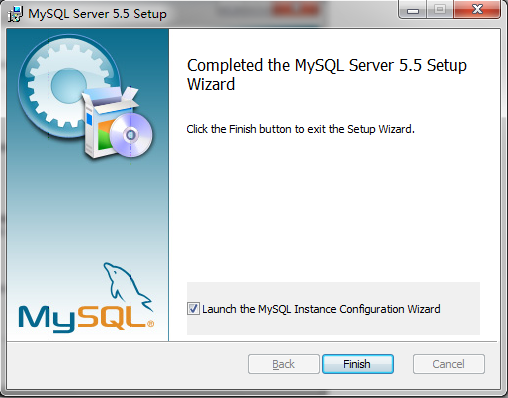 MySQL Server 5.5 Setup
Completed the MySQL Server 5.5 Setup
Wizard
Click the Finish button to exit the Setup Wizard.
MySQL®
Launch the MySQL Instance Configuration Wizard
Back
Finish
Cancel